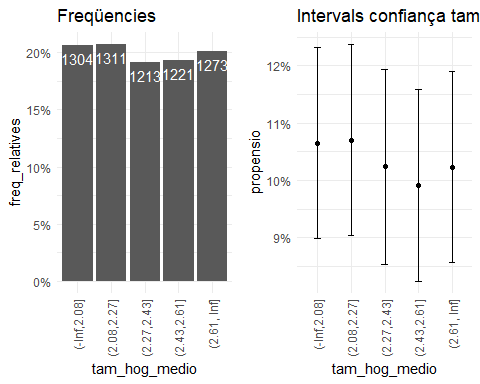 Freqüencies
freq_relatives
20%
15%
10%
5%
0%
1304
1311
1213
1221
1273
(-Inf,2.08]
(2.08,2.27]
(2.27,2.43]
(2.43,2.61]
(2.61, Inf]
tam_hog_medio
Intervals confiança tam
propensio
12%
11%
10%
9%
(-Inf,2.08]
(2.08,2.27]
(2.27,2.43]
(2.43,2.61]
(2.61, Inf]
tam_hog_medio